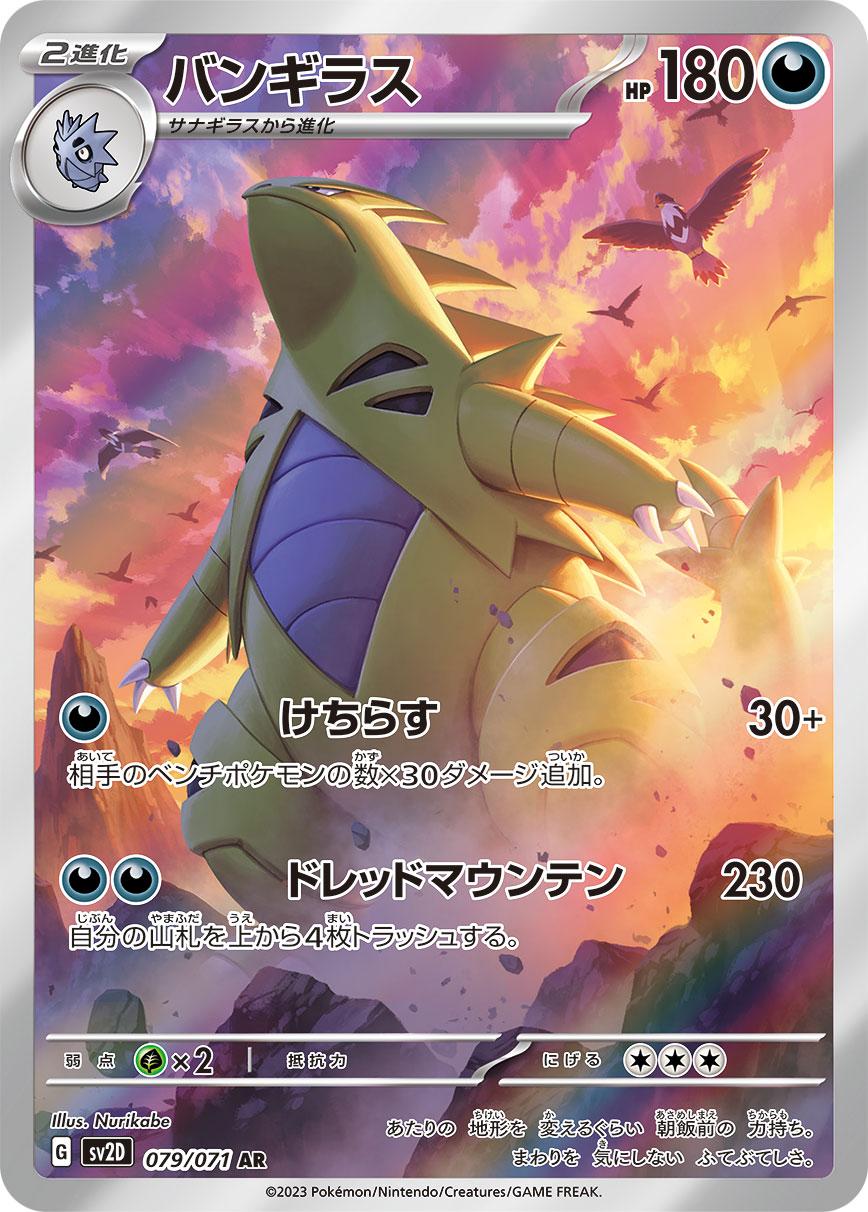 2進化
バンギラス
HP 180
サナギラスから進化
けちらす 30+
相手のベンチポケモンの数×30ダメージ追加。
ドレッドマウンテン 230
自分の山札を上から4枚トラッシュする。
弱点 ×2 抵抗力 にげる
Illus. Nurikabe
あたりの 地形を 変えるぐらい 朝飯前の 力持ち。
まわりを 気にしない ふてぶてしさ。
G sv2D 079/071 AR
©2023 Pokémon/Nintendo/Creatures/GAME FREAK.